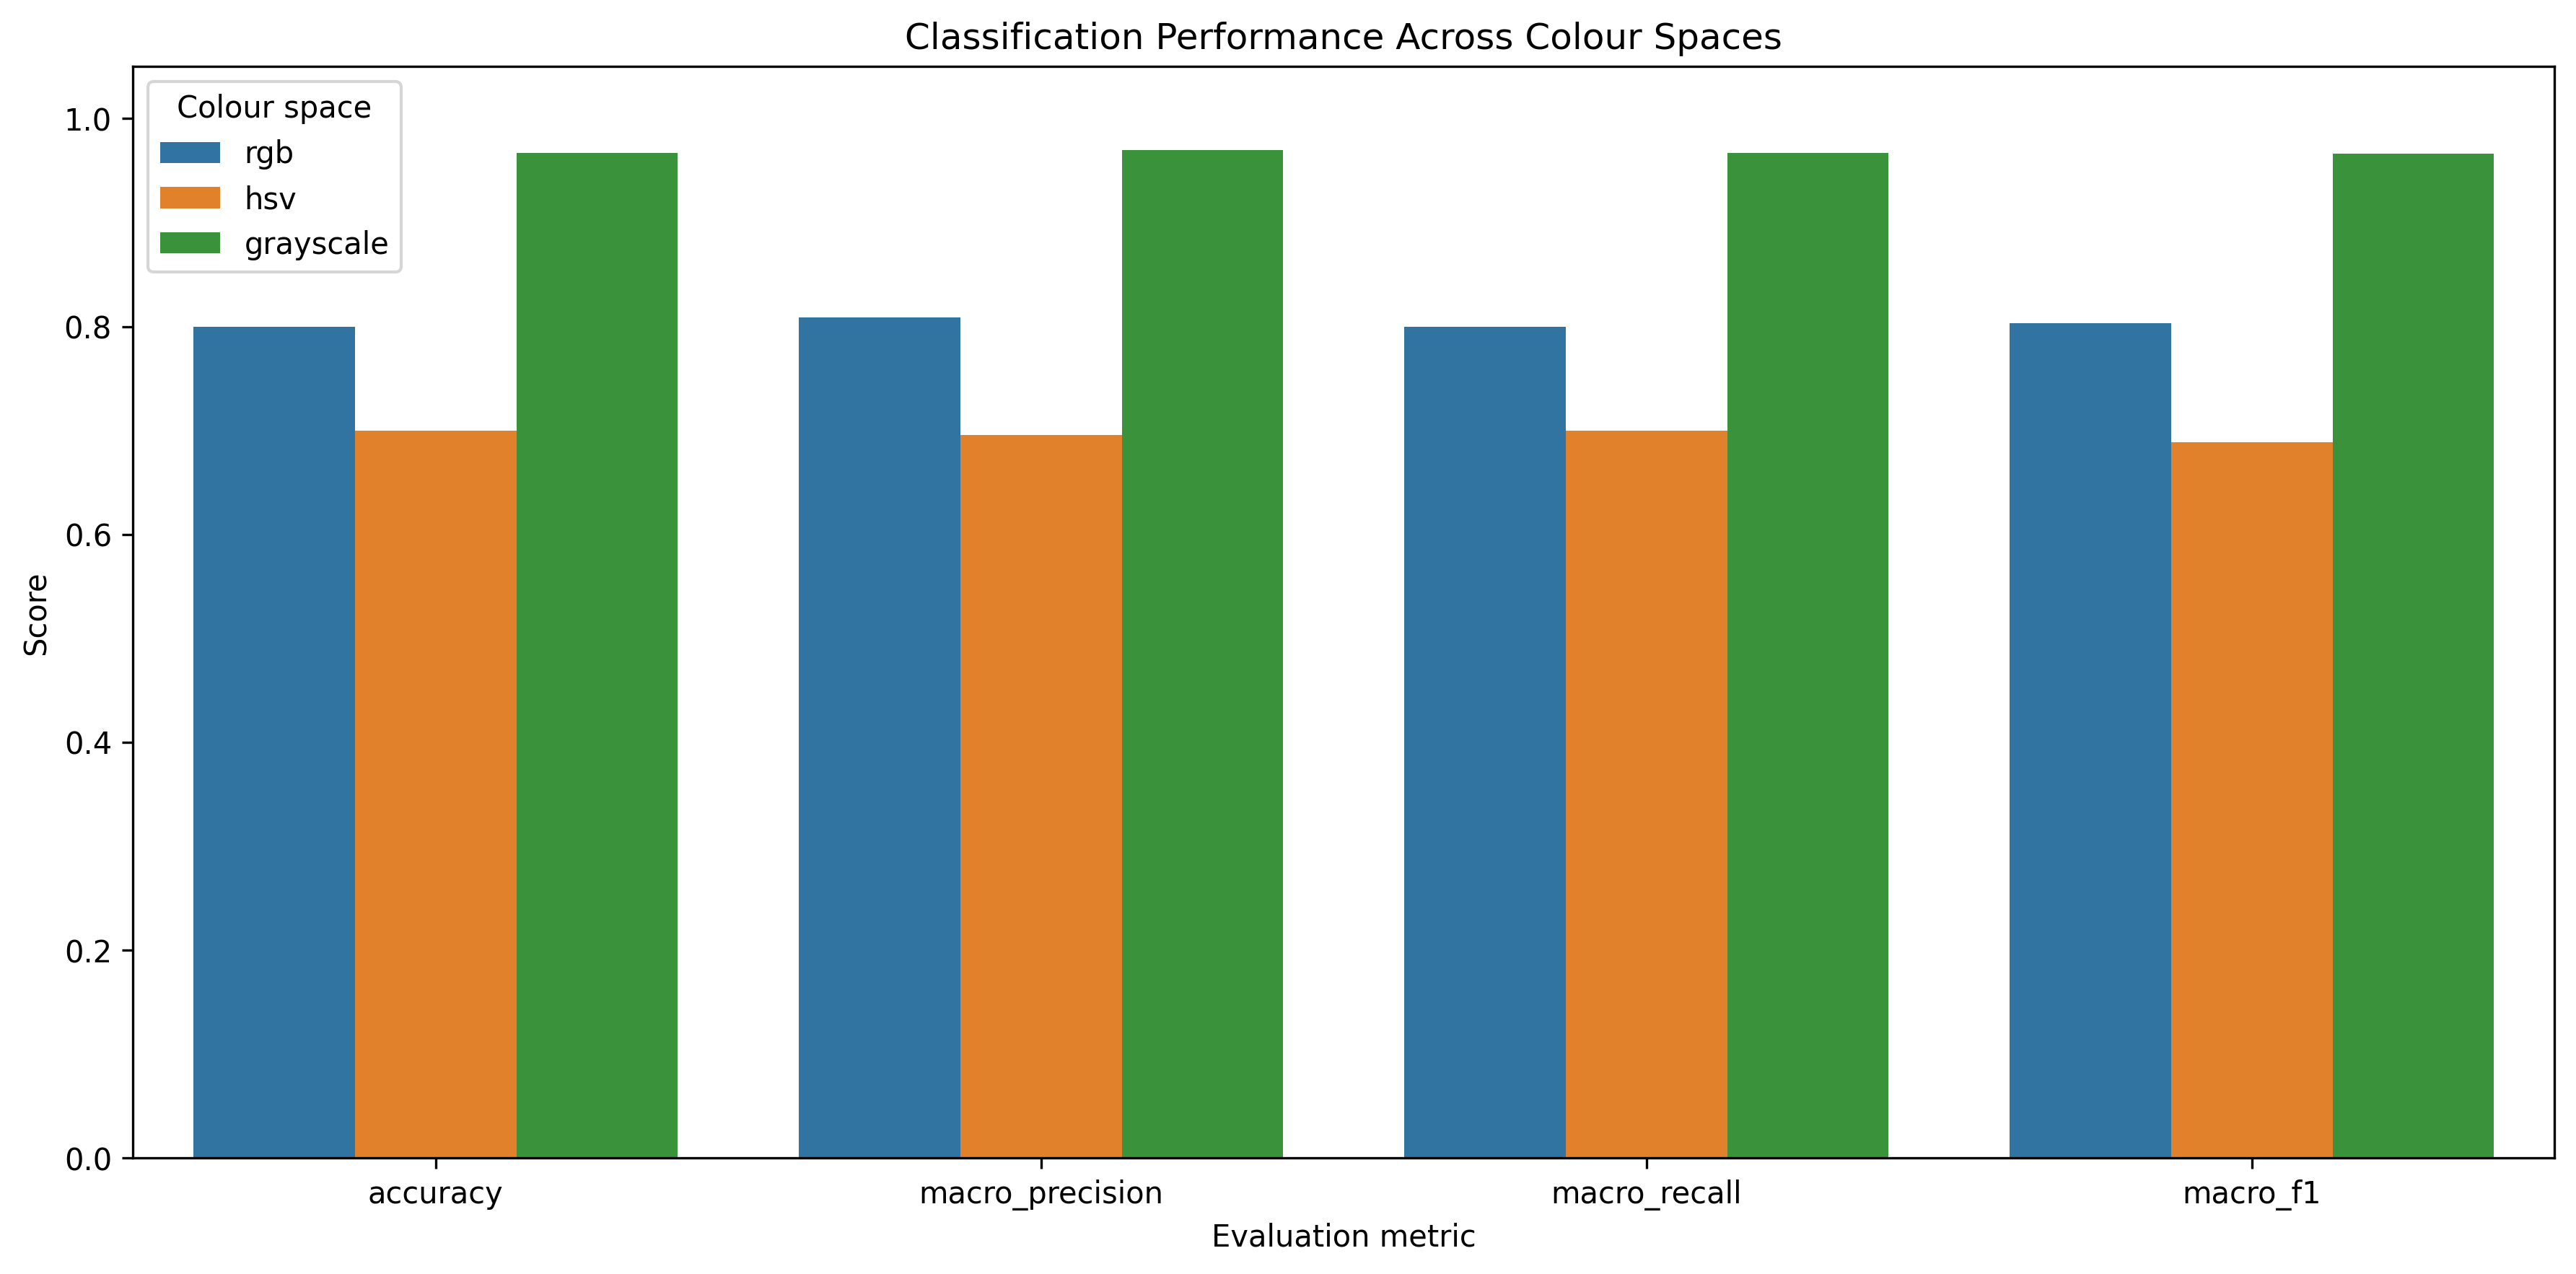 Classification Performance Across Colour Spaces
Colour space
rgb
hsv
grayscale
1.0
0.8
0.6
0.4
0.2
0.0
Score
accuracy
macro_precision
macro_recall
macro_f1
Evaluation metric